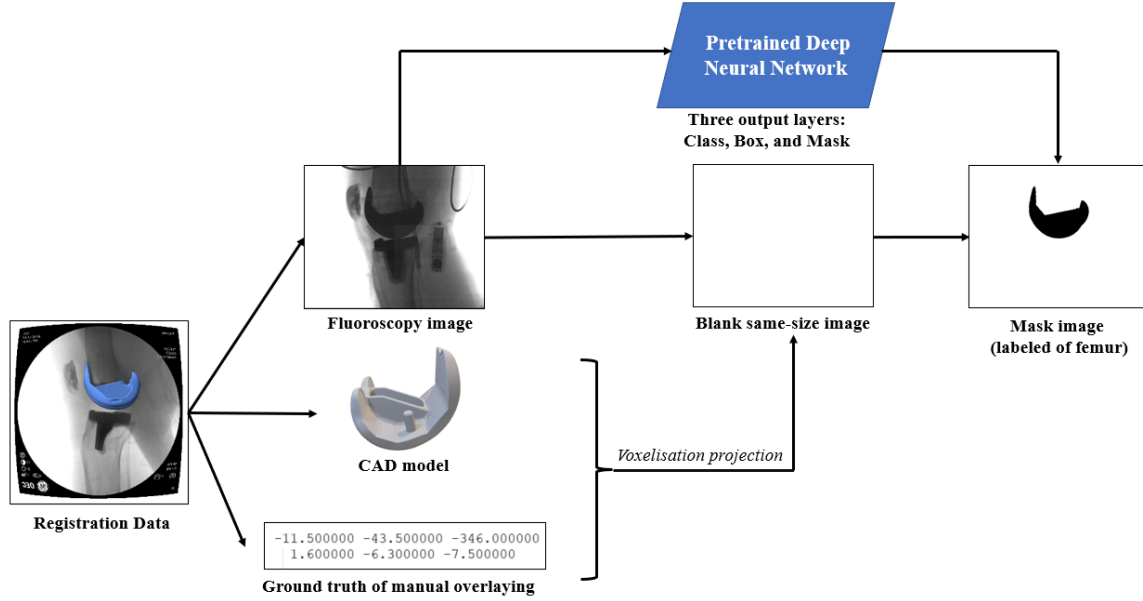 Pretrained Deep
Neural Network
Three output layers:
Class, Box, and Mask
Fluoroscopy image
Blank same-size image
Mask image
(labeled of femur)
CAD model
Voxelisation projection
330
Registration Data
-11.500000 -43.500000 -346.000000
1.600000 -6.300000 -7.500000
Ground truth of manual overlaying